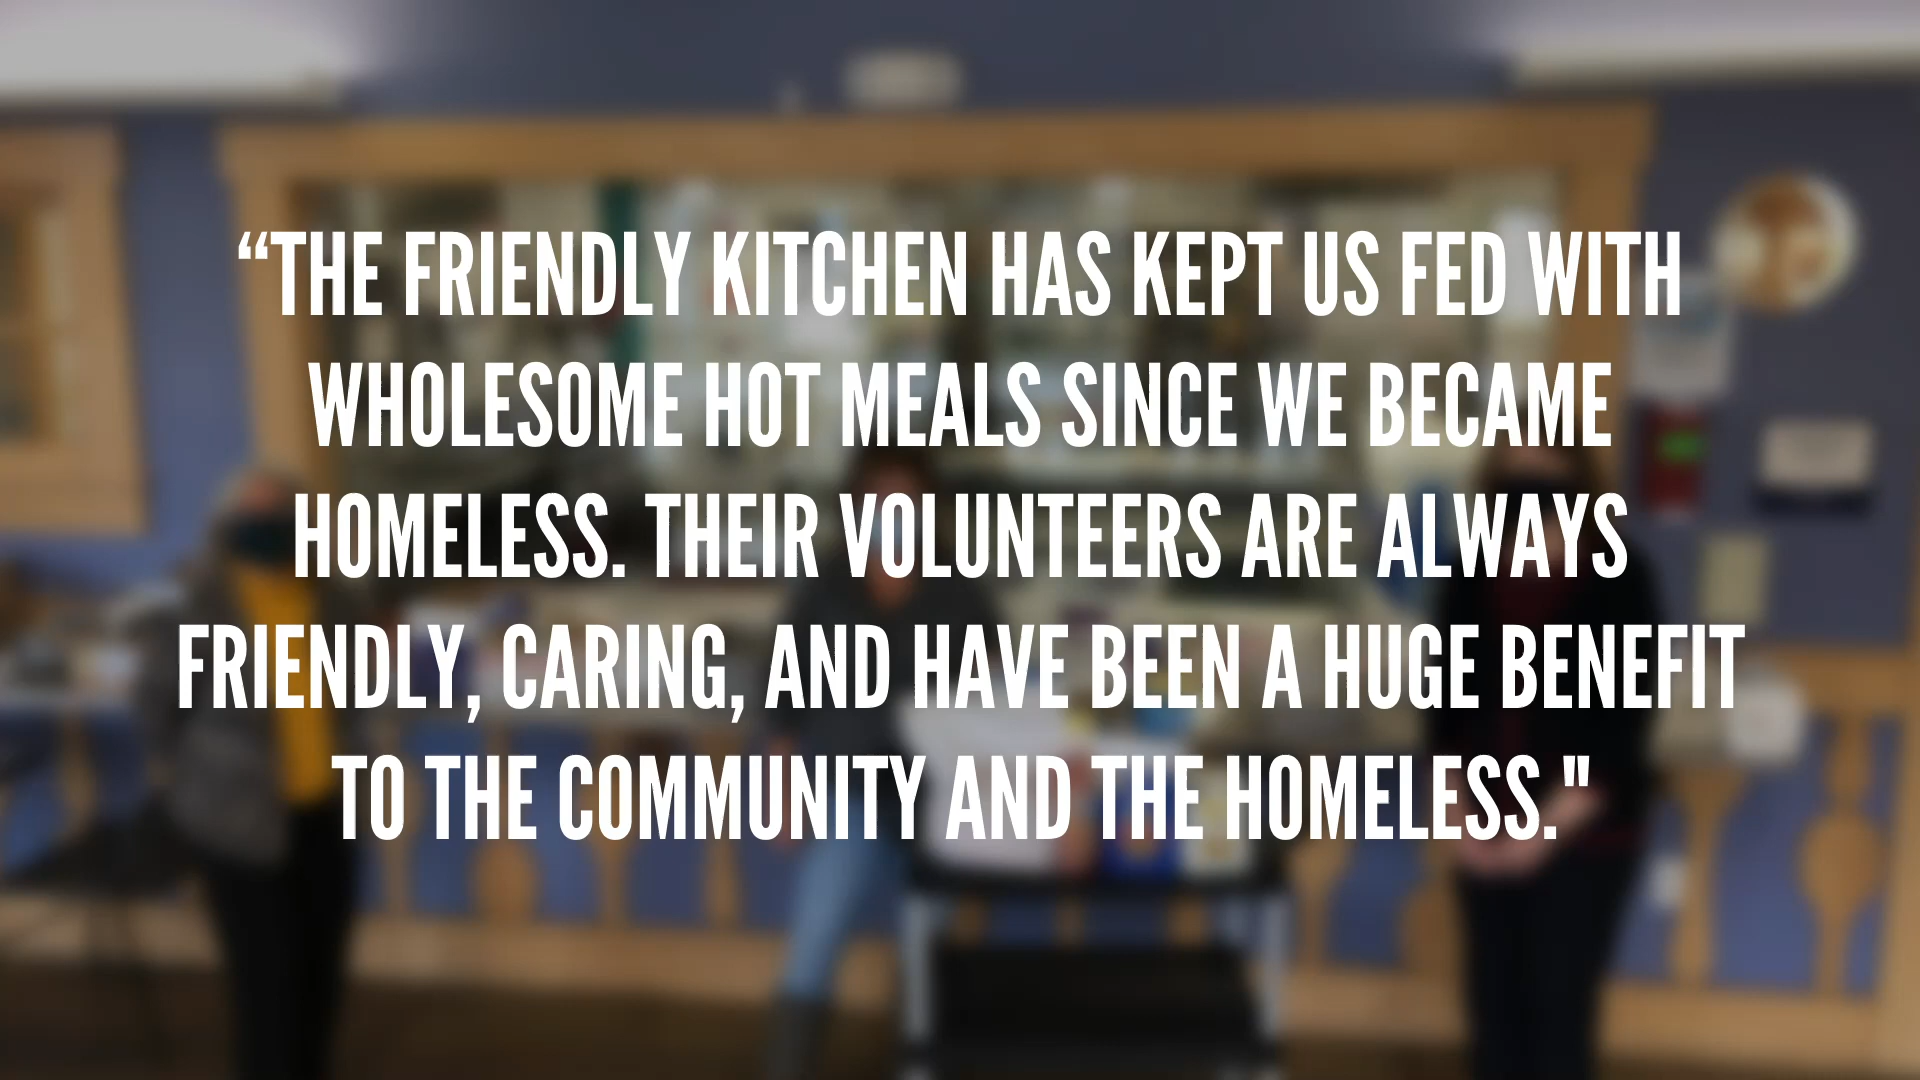 “THE FRIENDLY KITCHEN HAS KEPT US FED WITH
WHOLESOME HOT MEALS SINCE WE BECAME
HOMELESS. THEIR VOLUNTEERS ARE ALWAYS
FRIENDLY, CARING, AND HAVE BEEN A HUGE BENEFIT
TO THE COMMUNITY AND THE HOMELESS."